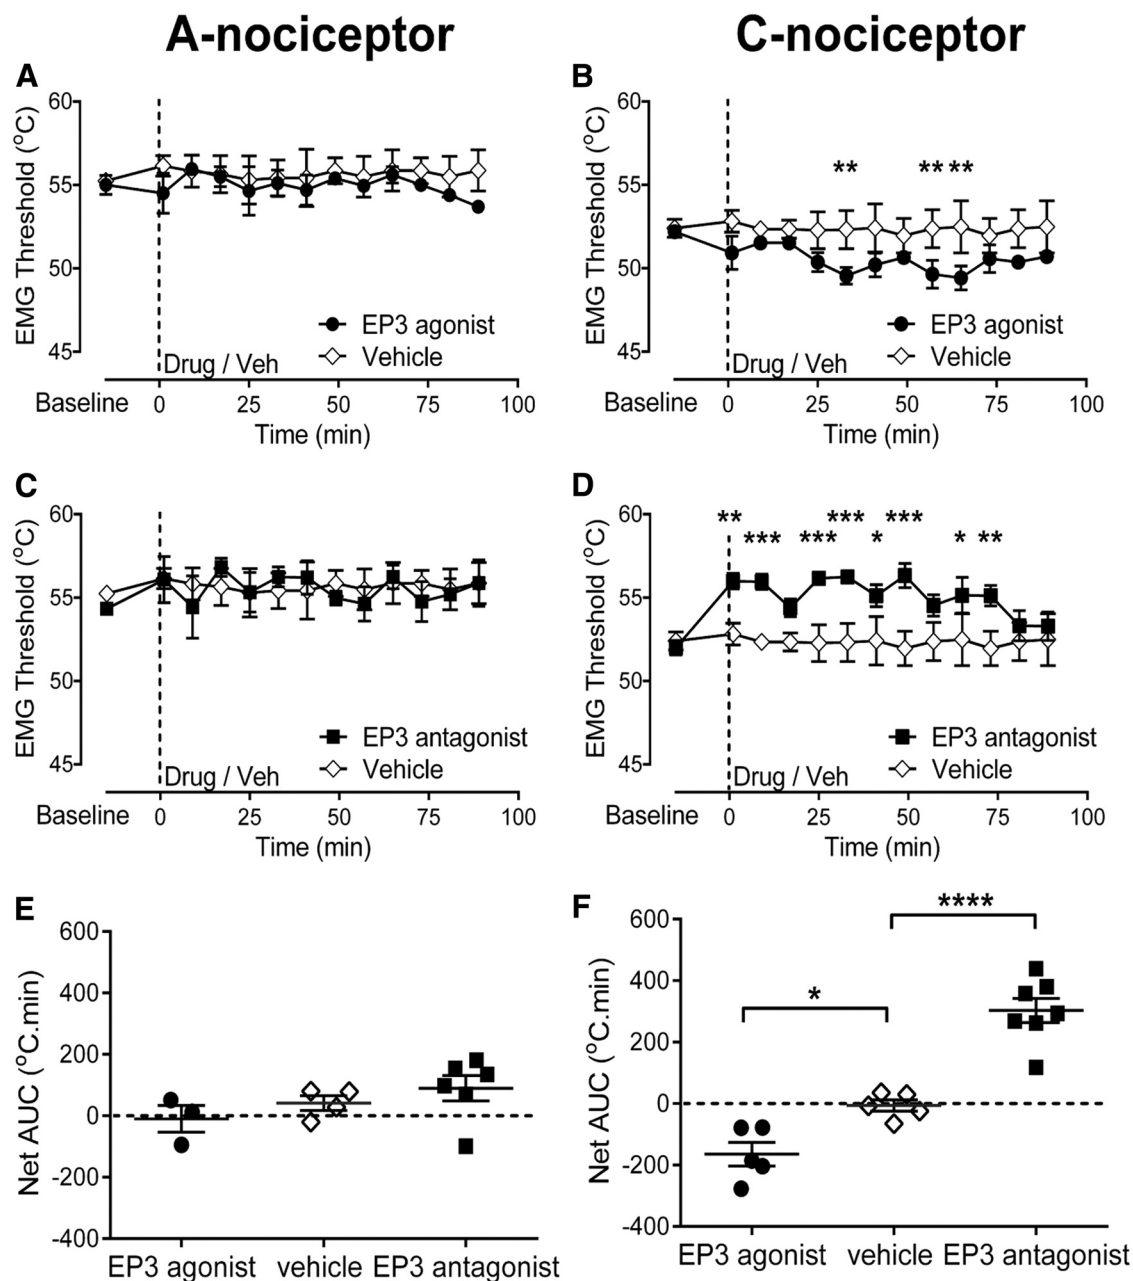 A-nociceptor
C-nociceptor
A
60
55
50
45
EMG Threshold (°C)
EP3 agonist
Vehicle
Drug / Veh
Baseline 0 25 50 75 100
Time (min)
B
60
55
50
45
EMG Threshold (°C)
** ** **
EP3 agonist
Vehicle
Drug / Veh
Baseline 0 25 50 75 100
Time (min)
C
60
55
50
45
EMG Threshold (°C)
EP3 antagonist
Vehicle
Drug / Veh
Baseline 0 25 50 75 100
Time (min)
D
60
55
50
45
EMG Threshold (°C)
** *** ***
*** *** * * **
EP3 antagonist
Vehicle
Drug / Veh
Baseline 0 25 50 75 100
Time (min)
E
600
400
200
0
-200
-400
Net AUC (°C.min)
EP3 agonist vehicle EP3 antagonist
F
600
400
200
0
-200
-400
Net AUC (°C.min)
****
*
EP3 agonist vehicle EP3 antagonist